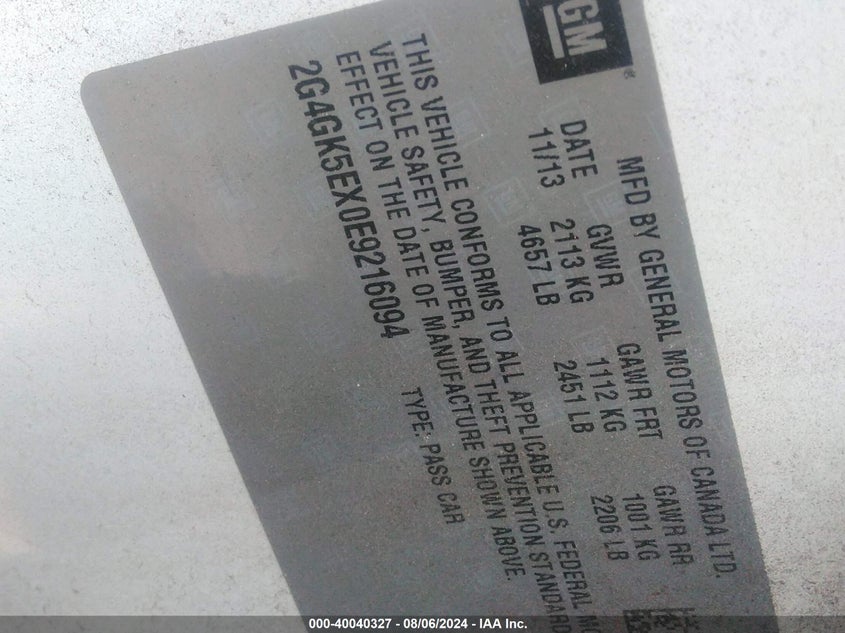 GM
®
MFD BY GENERAL MOTORS OF CANADA LTD.
DATE GVWR GAWR FRT GAWR RR
11/13 2113 KG 1112 KG 1001 KG
4657 LB 2451 LB 2206 LB
THIS VEHICLE CONFORMS TO ALL APPLICABLE U.S. FEDERAL
VEHICLE SAFETY, BUMPER, AND THEFT PREVENTION STANDARD
EFFECT ON THE DATE OF MANUFACTURE SHOWN ABOVE.
2G4GK5EX0E9216094 TYPE: PASS CAR
000-40040327 - 08/06/2024 - IAA Inc.